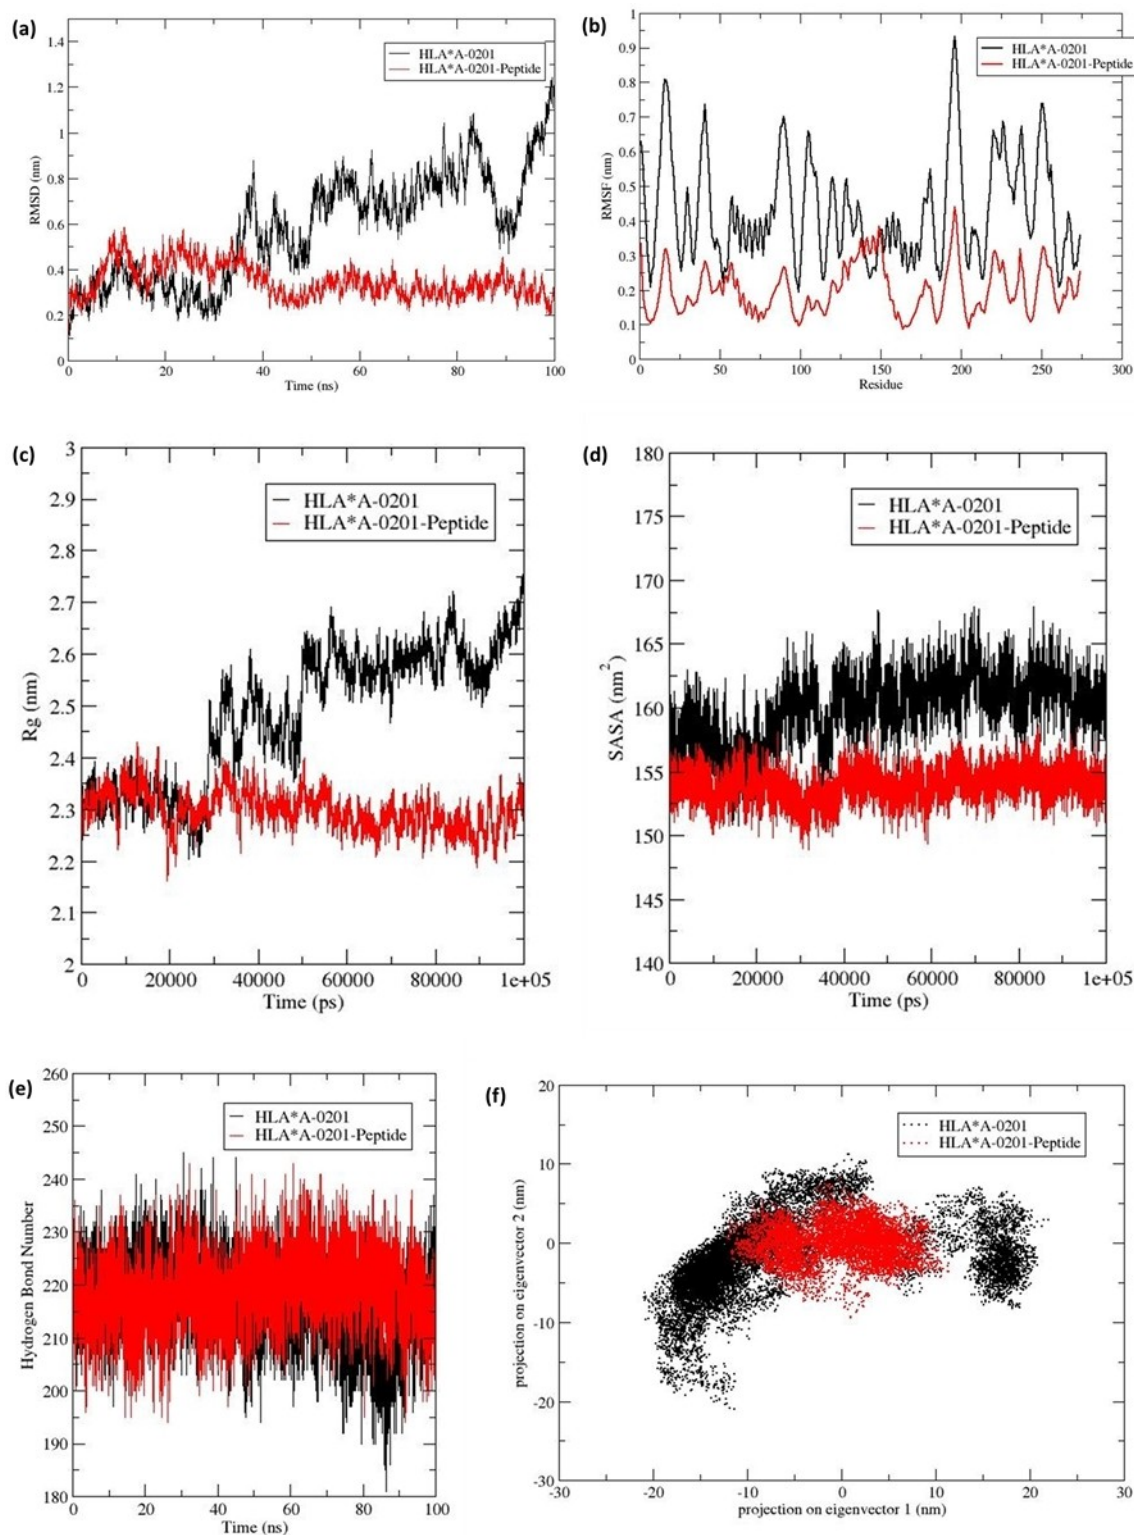 (a)
1.4
1.2
1
0.8
0.6
0.4
0.2
0
RMSD (nm)
HLA*A-0201
HLA*A-0201-Peptide
0 20 40 60 80 100
Time (ns)
(b)
1
0.9
0.8
0.7
0.6
0.5
0.4
0.3
0.2
0.1
0
RMSF (nm)
HLA*A-0201
HLA*A-0201-Peptide
0 50 100 150 200 250 300
Residue
(c)
3
2.9
2.8
2.7
2.6
2.5
2.4
2.3
2.2
2.1
2
Rg (nm)
HLA*A-0201
HLA*A-0201-Peptide
0 20000 40000 60000 80000 1e+05
Time (ps)
(d)
180
175
170
165
160
155
150
145
140
SASA (nm²)
HLA*A-0201
HLA*A-0201-Peptide
0 20000 40000 60000 80000 1e+05
Time (ps)
(e)
260
250
240
230
220
210
200
190
180
Hydrogen Bond Number
HLA*A-0201
HLA*A-0201-Peptide
0 20 40 60 80 100
Time (ns)
(f)
20
10
0
-10
-20
-30
projection on eigenvector 2 (nm)
HLA*A-0201
HLA*A-0201-Peptide
-30 -20 -10 0 10 20 30
projection on eigenvector 1 (nm)